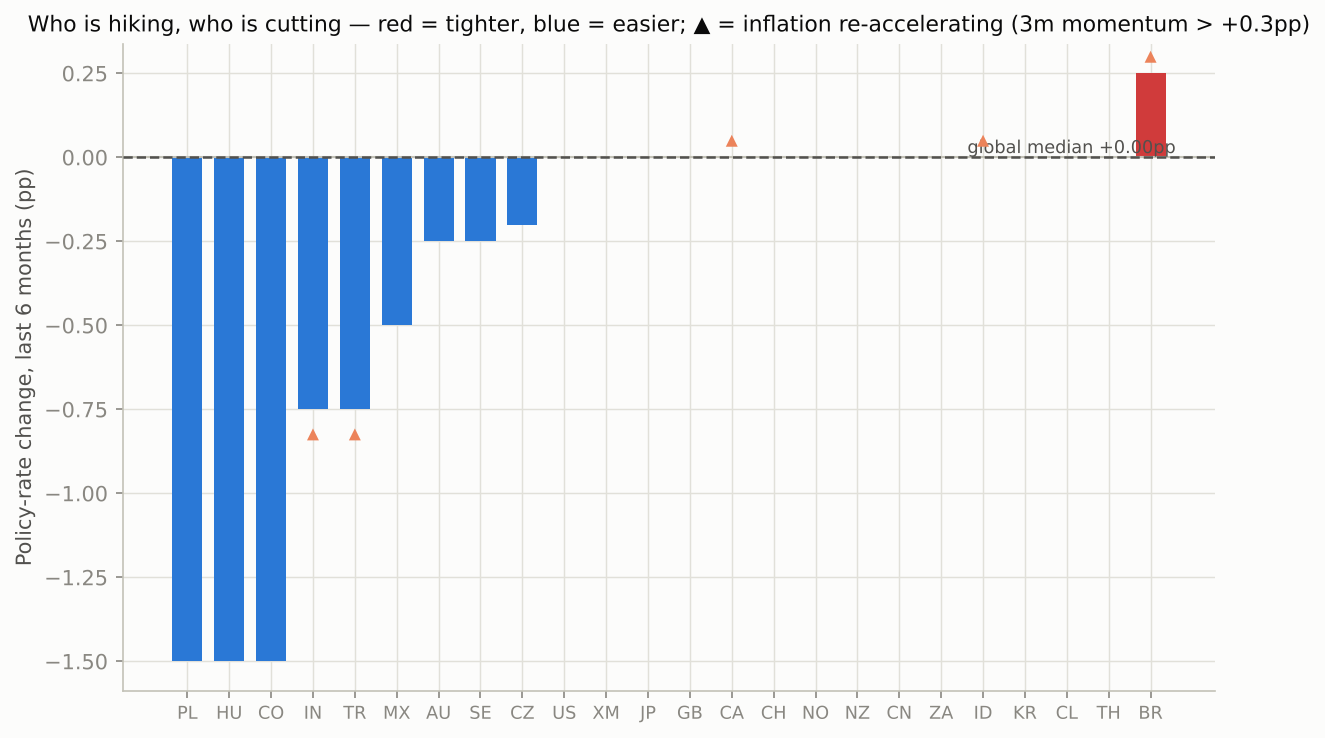 Who is hiking, who is cutting — red = tighter, blue = easier; ▲ = inflation re-accelerating (3m momentum > +0.3pp)
Policy-rate change, last 6 months (pp)
0.25
0.00
−0.25
−0.50
−0.75
−1.00
−1.25
−1.50
global median +0.00pp
PL HU CO IN TR MX AU SE CZ US XM JP GB CA CH NO NZ CN ZA ID KR CL TH BR